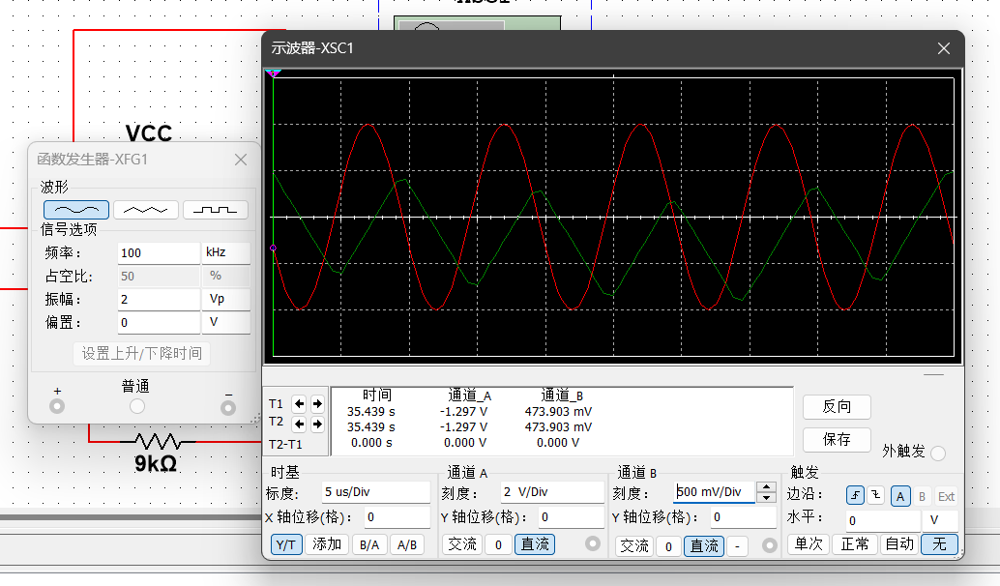 示波器-XSC1
VCC
函数发生器-XFG1
波形
信号选项
频率: 100 kHz
占空比: 50 %
振幅: 2 Vp
偏置: 0 V
设置上升/下降时间
+ 普通 −
9kΩ
时间 通道_A 通道_B
T1 35.439 s -1.297 V 473.903 mV
T2 35.439 s -1.297 V 473.903 mV
T2-T1 0.000 s 0.000 V 0.000 V
反向
保存
外触发
时基
标度: 5 us/Div
X 轴位移(格): 0
Y/T 添加 B/A A/B
通道 A
刻度: 2 V/Div
Y 轴位移(格): 0
交流 0 直流
通道 B
刻度: 500 mV/Div
Y 轴位移(格): 0
交流 0 直流 -
触发
边沿: A B Ext
水平: 0 V
单次 正常 自动 无